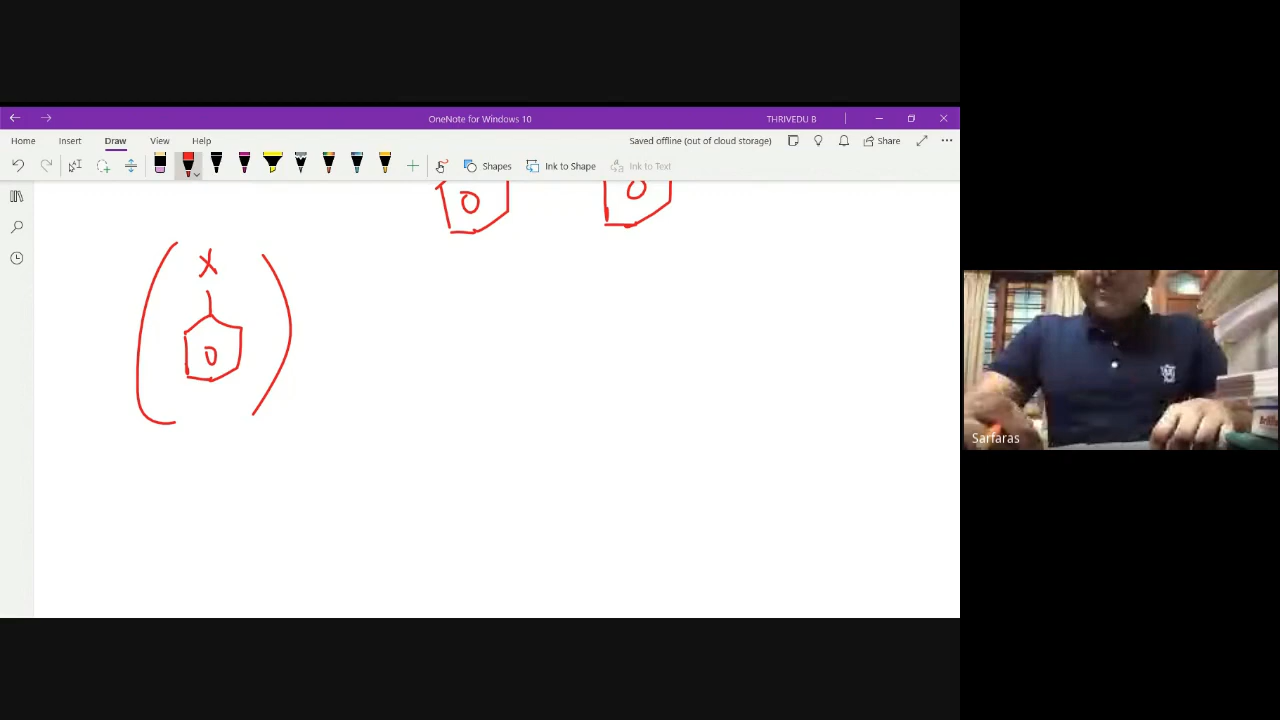 OneNote for Windows 10
THRIVEDU B
Home Insert Draw View Help
Saved offline (out of cloud storage)
Share
Shapes
Ink to Shape
Ink to Text
O O
X
O
Sarfaras